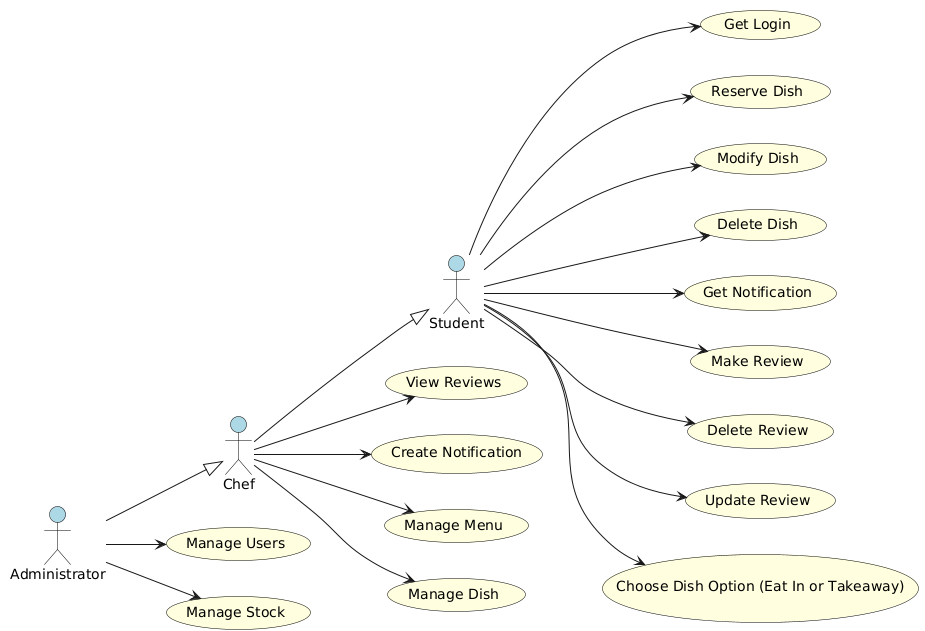 Get Login
Reserve Dish
Modify Dish
Delete Dish
Get Notification
Student
Make Review
View Reviews
Delete Review
Create Notification
Chef
Update Review
Manage Menu
Manage Users
Administrator
Choose Dish Option (Eat In or Takeaway)
Manage Dish
Manage Stock